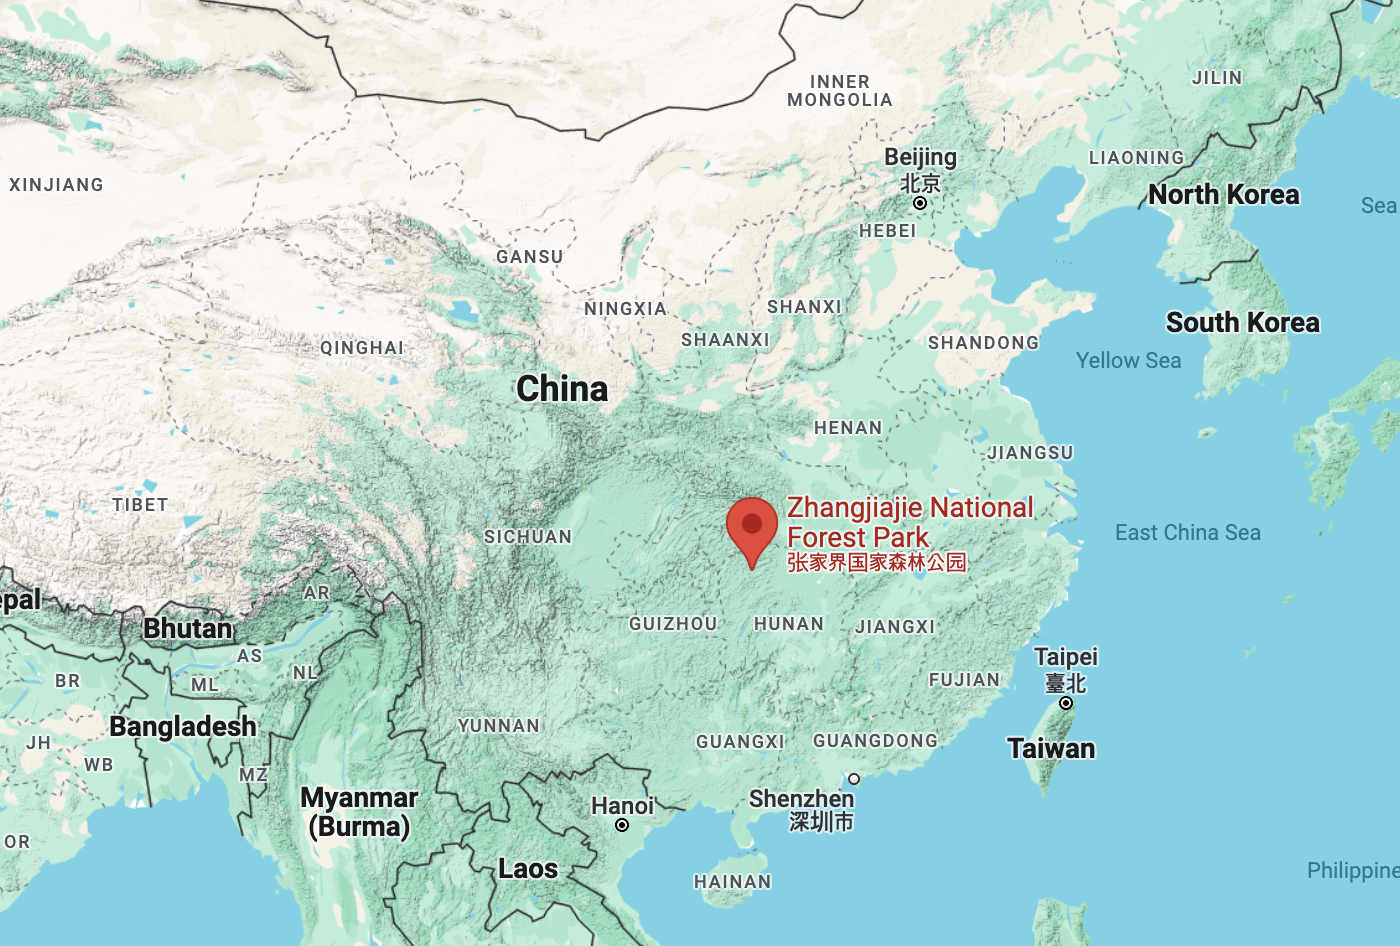 INNER
MONGOLIA
JILIN
Beijing
北京
LIAONING
XINJIANG
North Korea
Sea
HEBEI
GANSU
NINGXIA
SHANXI
South Korea
SHAANXI
SHANDONG
QINGHAI
Yellow Sea
China
HENAN
JIANGSU
TIBET
Zhangjiajie National
Forest Park
张家界国家森林公园
SICHUAN
East China Sea
AR
epal
Bhutan
GUIZHOU
HUNAN
JIANGXI
AS
NL
Taipei
臺北
BR
ML
FUJIAN
Bangladesh
YUNNAN
JH
GUANGXI
GUANGDONG
Taiwan
WB
MZ
Myanmar
(Burma)
Hanoi
Shenzhen
深圳市
OR
Laos
HAINAN
Philippine